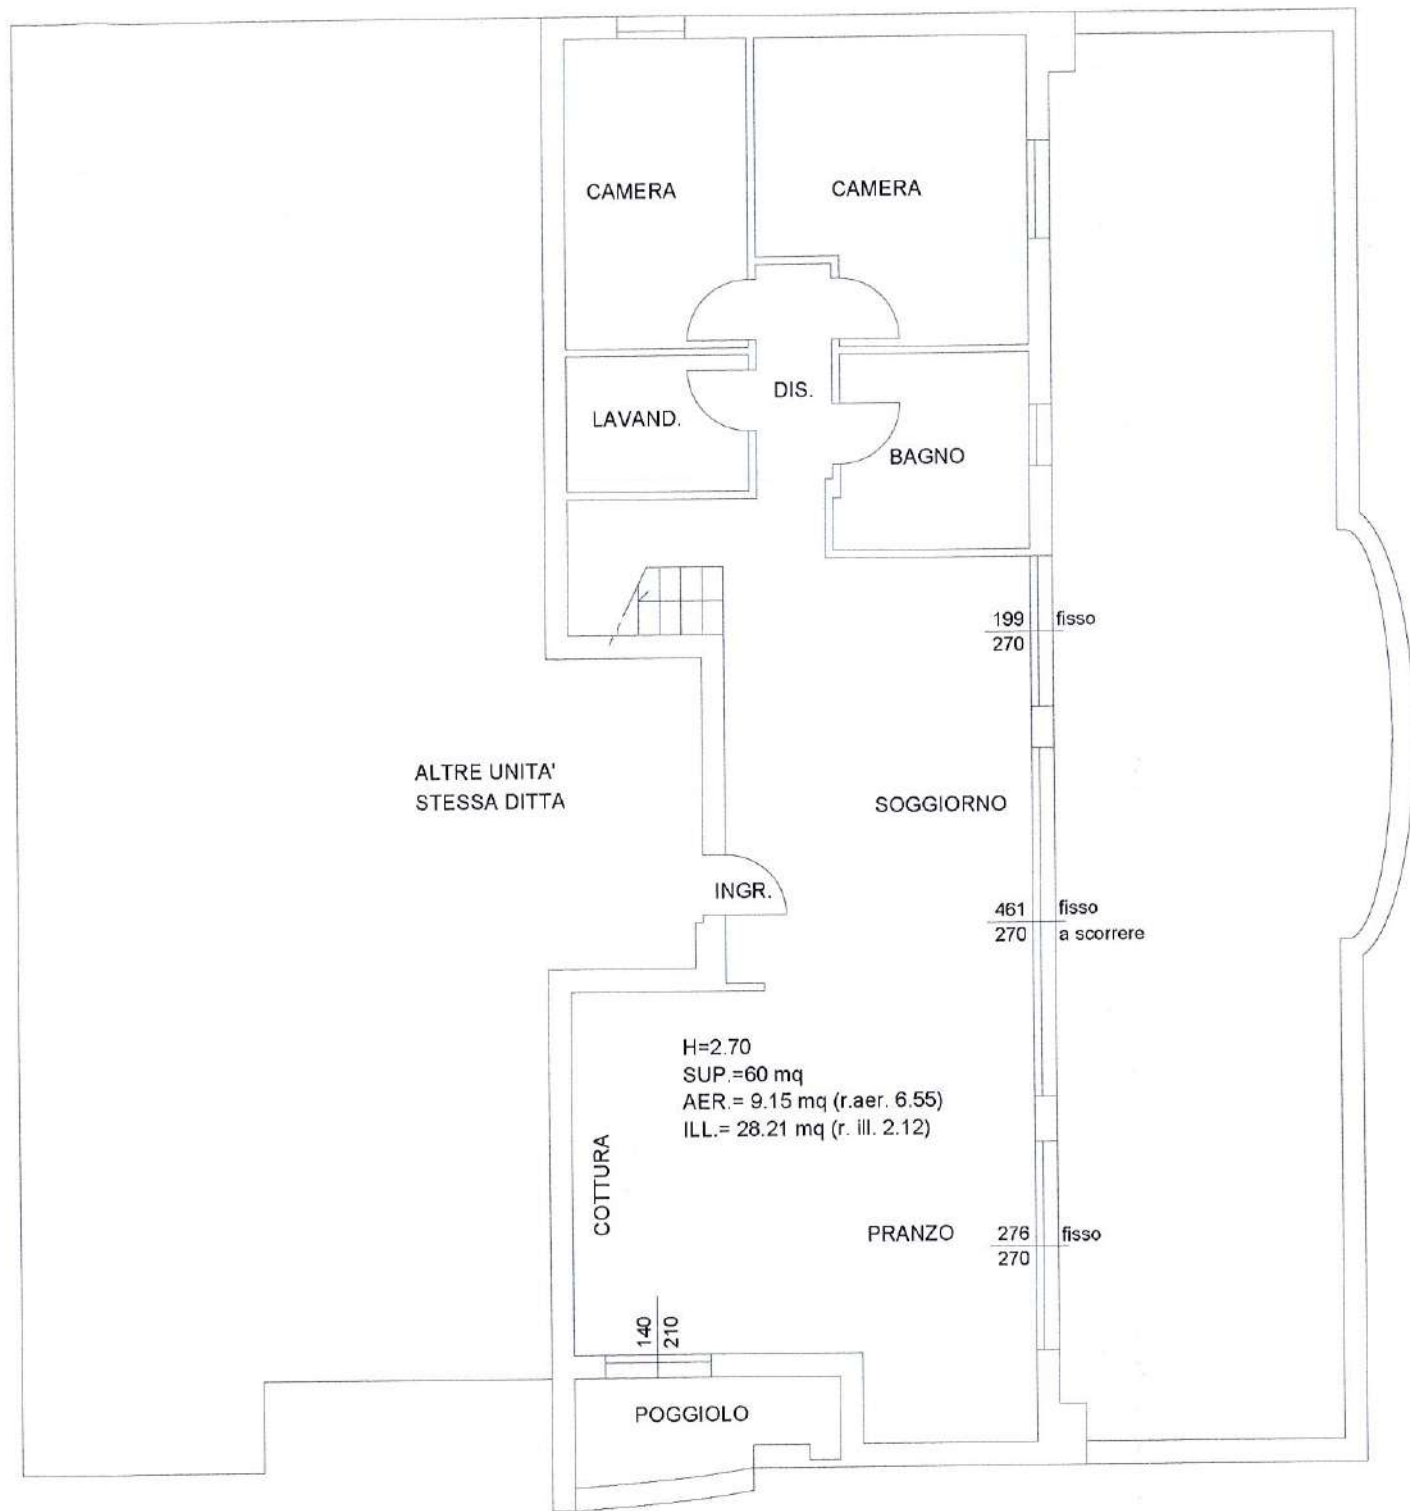 CAMERA
CAMERA
DIS.
LAVAND.
BAGNO
199 fisso
270
ALTRE UNITA'
STESSA DITTA
SOGGIORNO
INGR.
461 fisso
270 a scorrere
H=2.70
SUP.=60 mq
AER.= 9.15 mq (r.aer. 6.55)
ILL.= 28.21 mq (r. ill. 2.12)
COTTURA
PRANZO
276 fisso
270
140
210
POGGIOLO